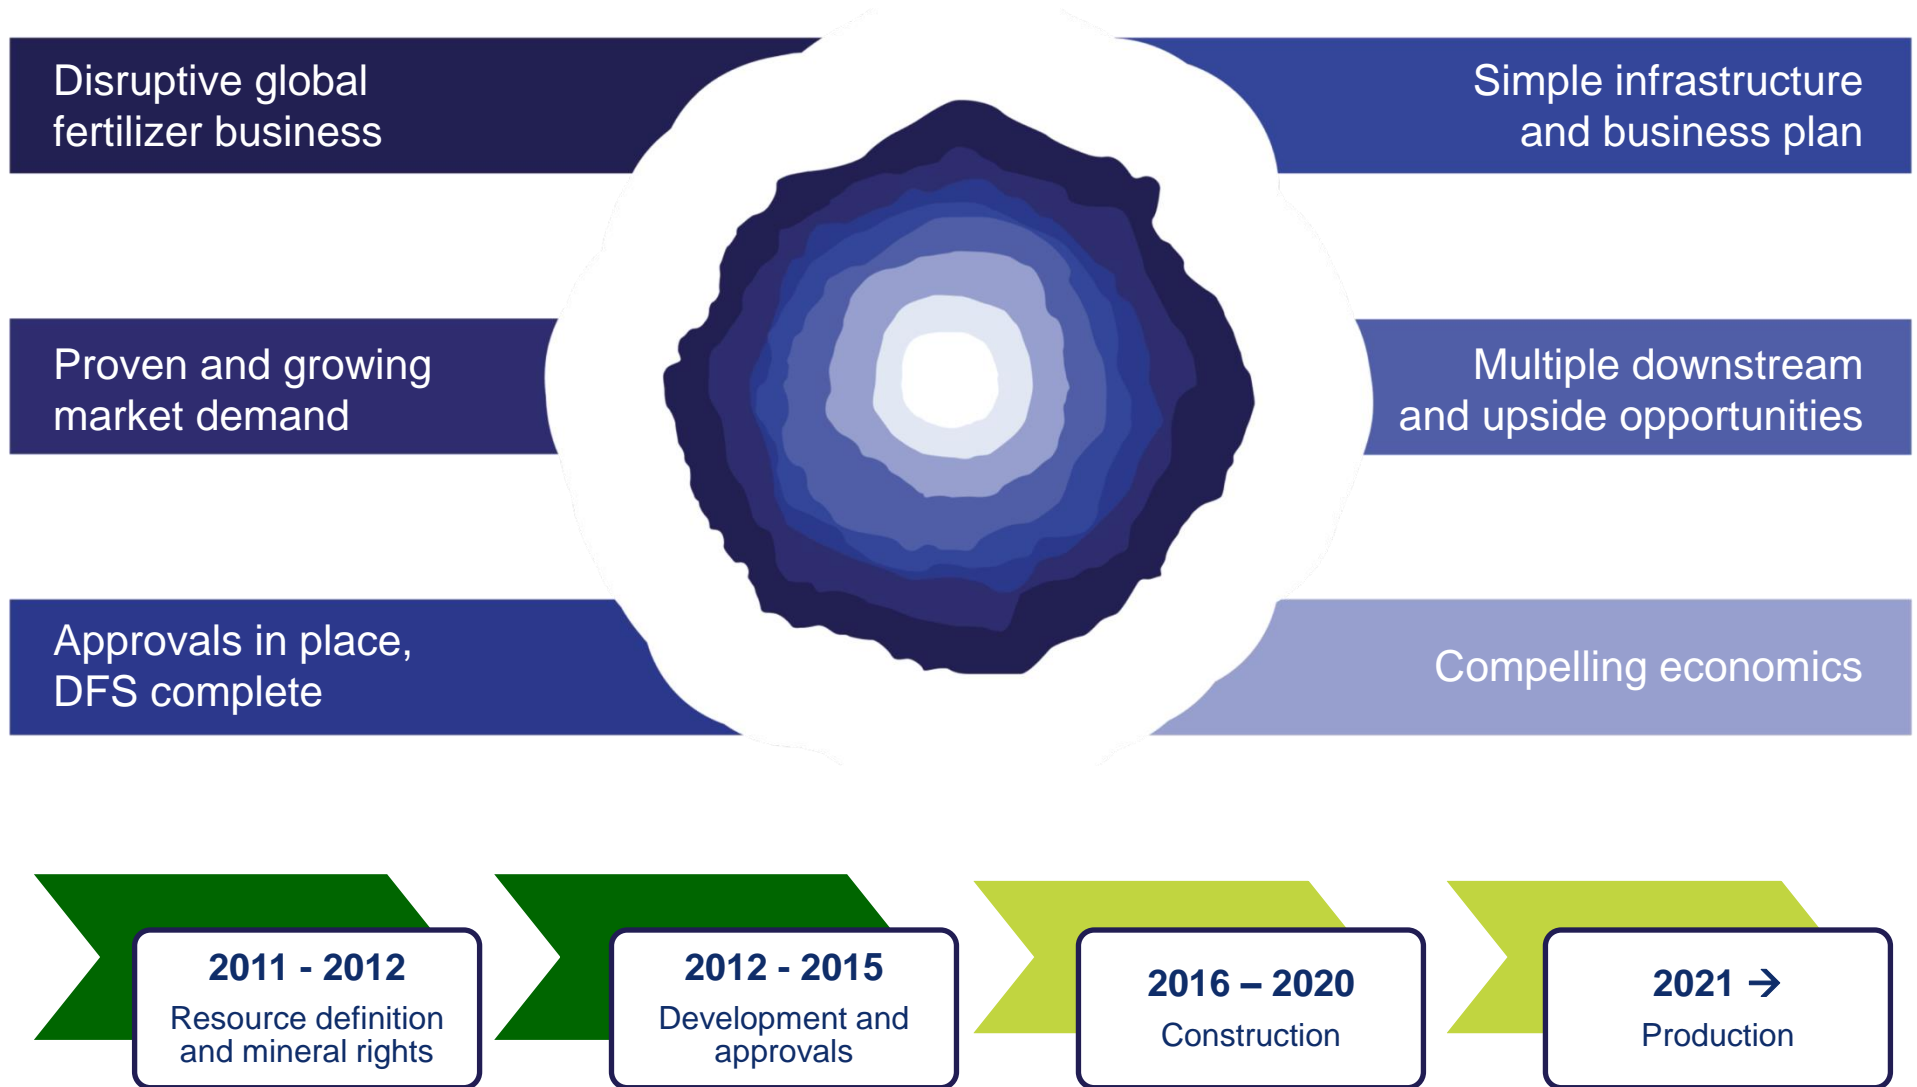 Disruptive global
fertilizer business
Simple infrastructure
and business plan
Proven and growing
market demand
Multiple downstream
and upside opportunities
Approvals in place,
DFS complete
Compelling economics
2011 - 2012
Resource definition
and mineral rights
2012 - 2015
Development and
approvals
2016 – 2020
Construction
2021 →
Production